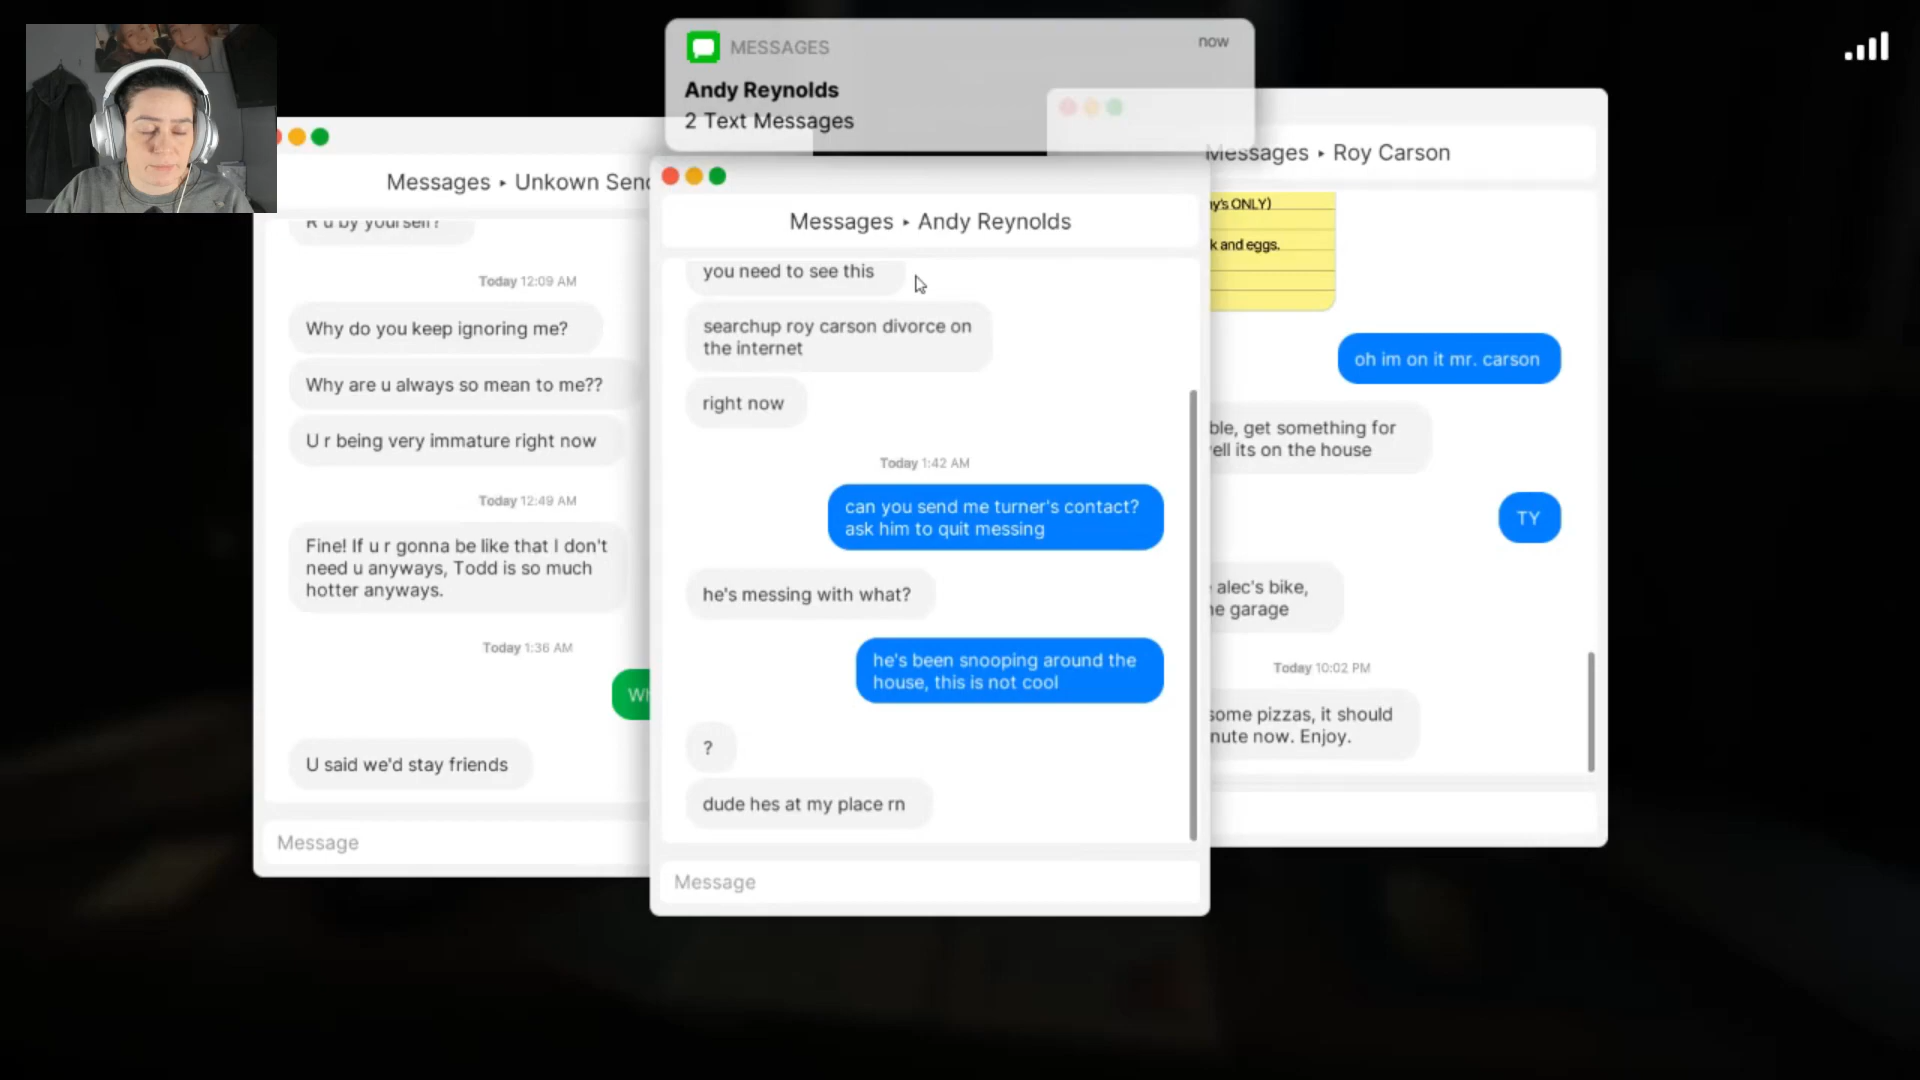 MESSAGES
now
Andy Reynolds
2 Text Messages
Messages ▸ Unkown
R u by yourself?
Today 12:09 AM
Why do you keep ignoring me?
Why are u always so mean to me??
U r being very immature right now
Today 12:49 AM
Fine! If u r gonna be like that I don't
need u anyways, Todd is so much
hotter anyways.
Today 1:36 AM
U said we'd stay friends
Message
Messages ▸ Andy Reynolds
you need to see this
searchup roy carson divorce on
the internet
right now
Today 1:42 AM
can you send me turner's contact?
ask him to quit messing
he's messing with what?
he's been snooping around the
house, this is not cool
?
dude hes at my place rn
Message
Messages ▸ Roy Carson
ONLY)
and eggs.
oh im on it mr. carson
get something for
its on the house
TY
alec's bike,
garage
Today 10:02 PM
some pizzas, it should
now. Enjoy.